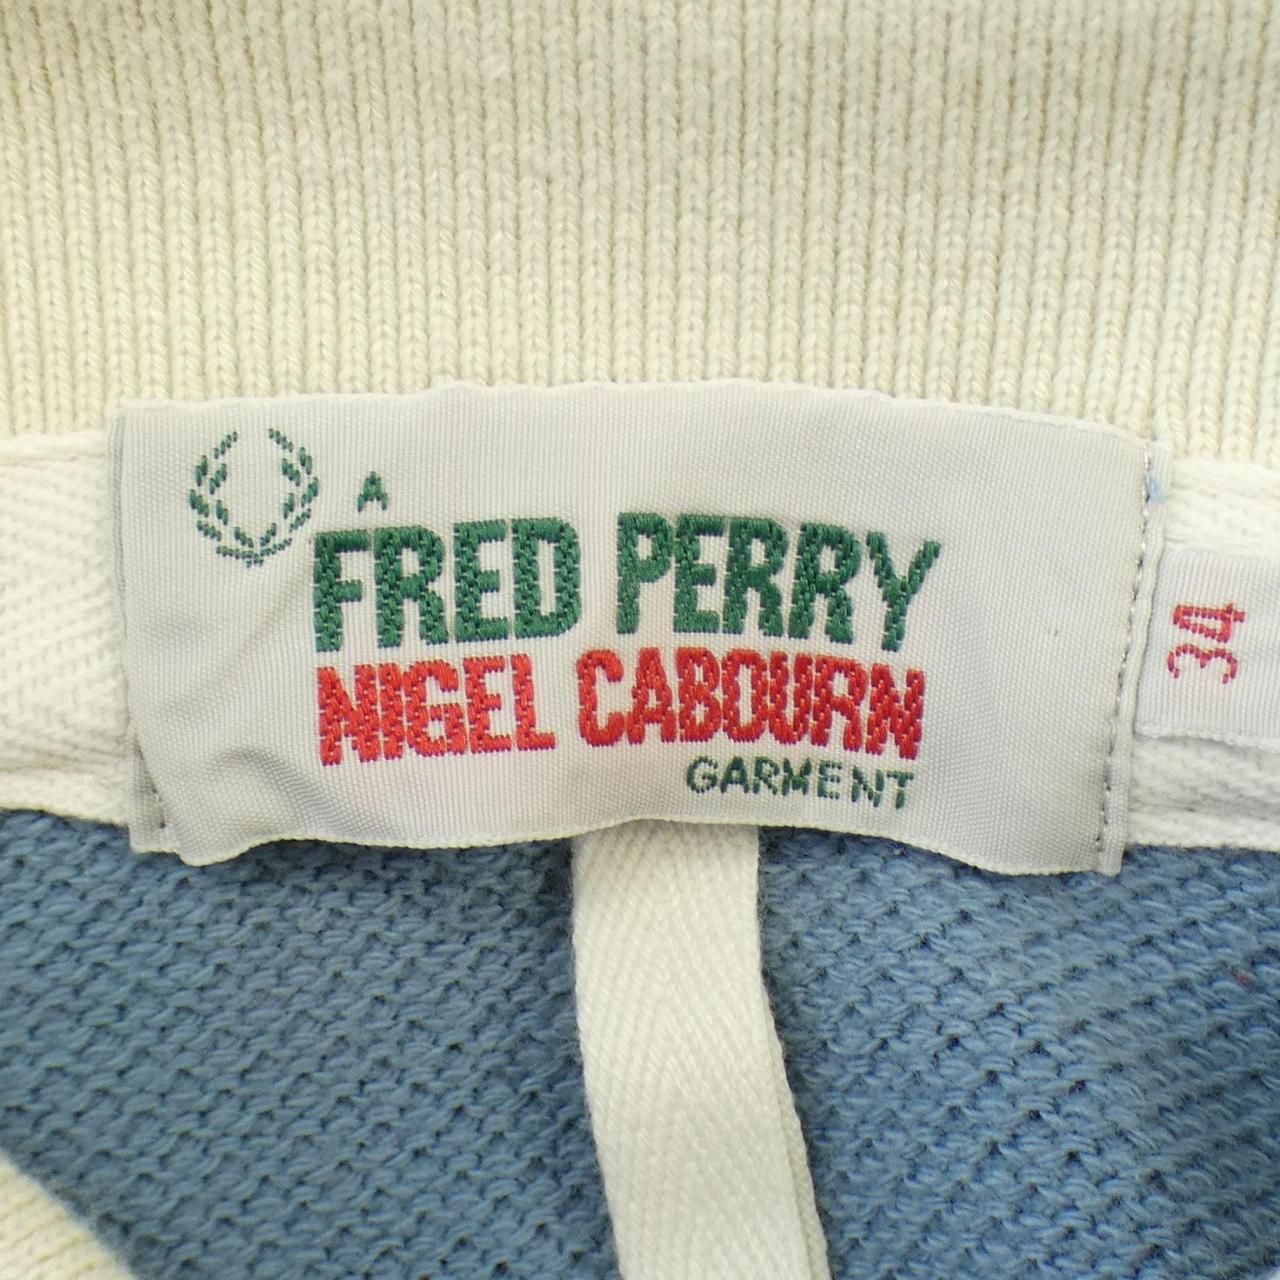 A
FRED PERRY
NIGEL CABOURN
GARMENT
34